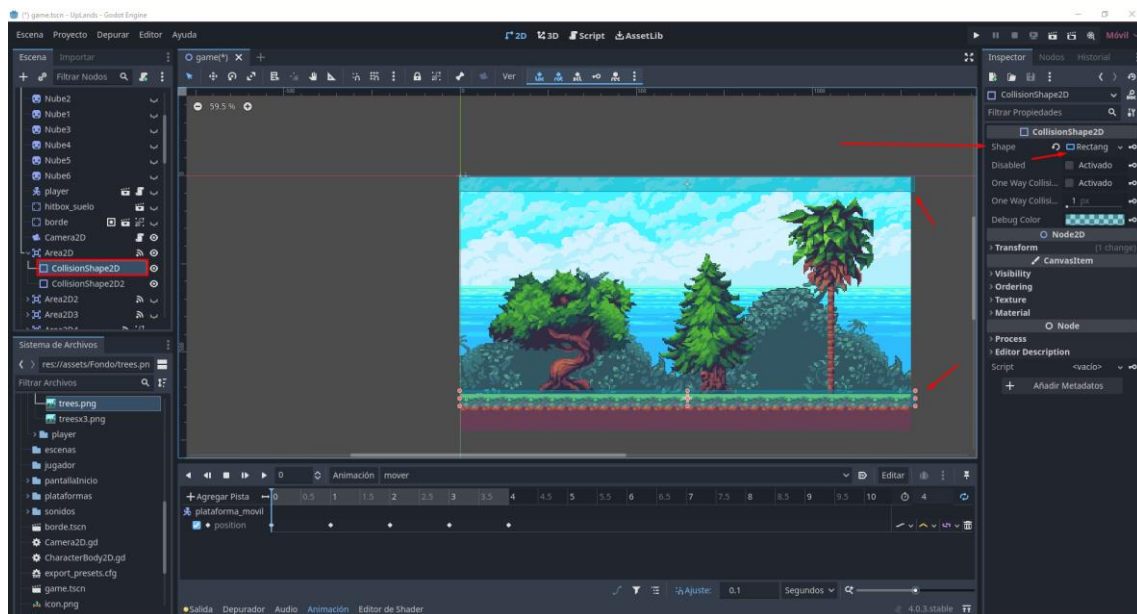 (*) game.tscn - UpLands - Godot Engine
Escena Proyecto Depurar Editor Ayuda
2D 3D Script AssetLib
Móvil
Escena Importar
Filtrar Nodos
Nube2
Nube1
Nube3
Nube4
Nube5
Nube6
player
hitbox_suelo
borde
Camera2D
Area2D
CollisionShape2D
CollisionShape2D2
Area2D2
Area2D3
Sistema de Archivos
res://assets/Fondo/trees.pn
Filtrar Archivos
trees.png
treesx3.png
player
escenas
jugador
pantallaInicio
plataformas
sonidos
borde.tscn
Camera2D.gd
CharacterBody2D.gd
export_presets.cfg
game.tscn
icon.png
game(*) X +
Ver
59.5 %
500
1000
0 Animación mover Editar
Agregar Pista 0 0.5 1 1.5 2 2.5 3 3.5 4 4.5 5 5.5 6 6.5 7 7.5 8 8.5 9 9.5 10 4
plataforma_movil
position
Ajuste: 0.1 Segundos
Salida Depurador Audio Animación Editor de Shader
4.0.3.stable
Inspector Nodos Historial
CollisionShape2D
Filtrar Propiedades
CollisionShape2D
Shape Rectang
Disabled Activado
One Way Collisi... Activado
One Way Collisi... 1 px
Debug Color
Node2D
Transform (1 change)
CanvasItem
Visibility
Ordering
Texture
Material
Node
Process
Editor Description
Script <vacío>
Añadir Metadatos